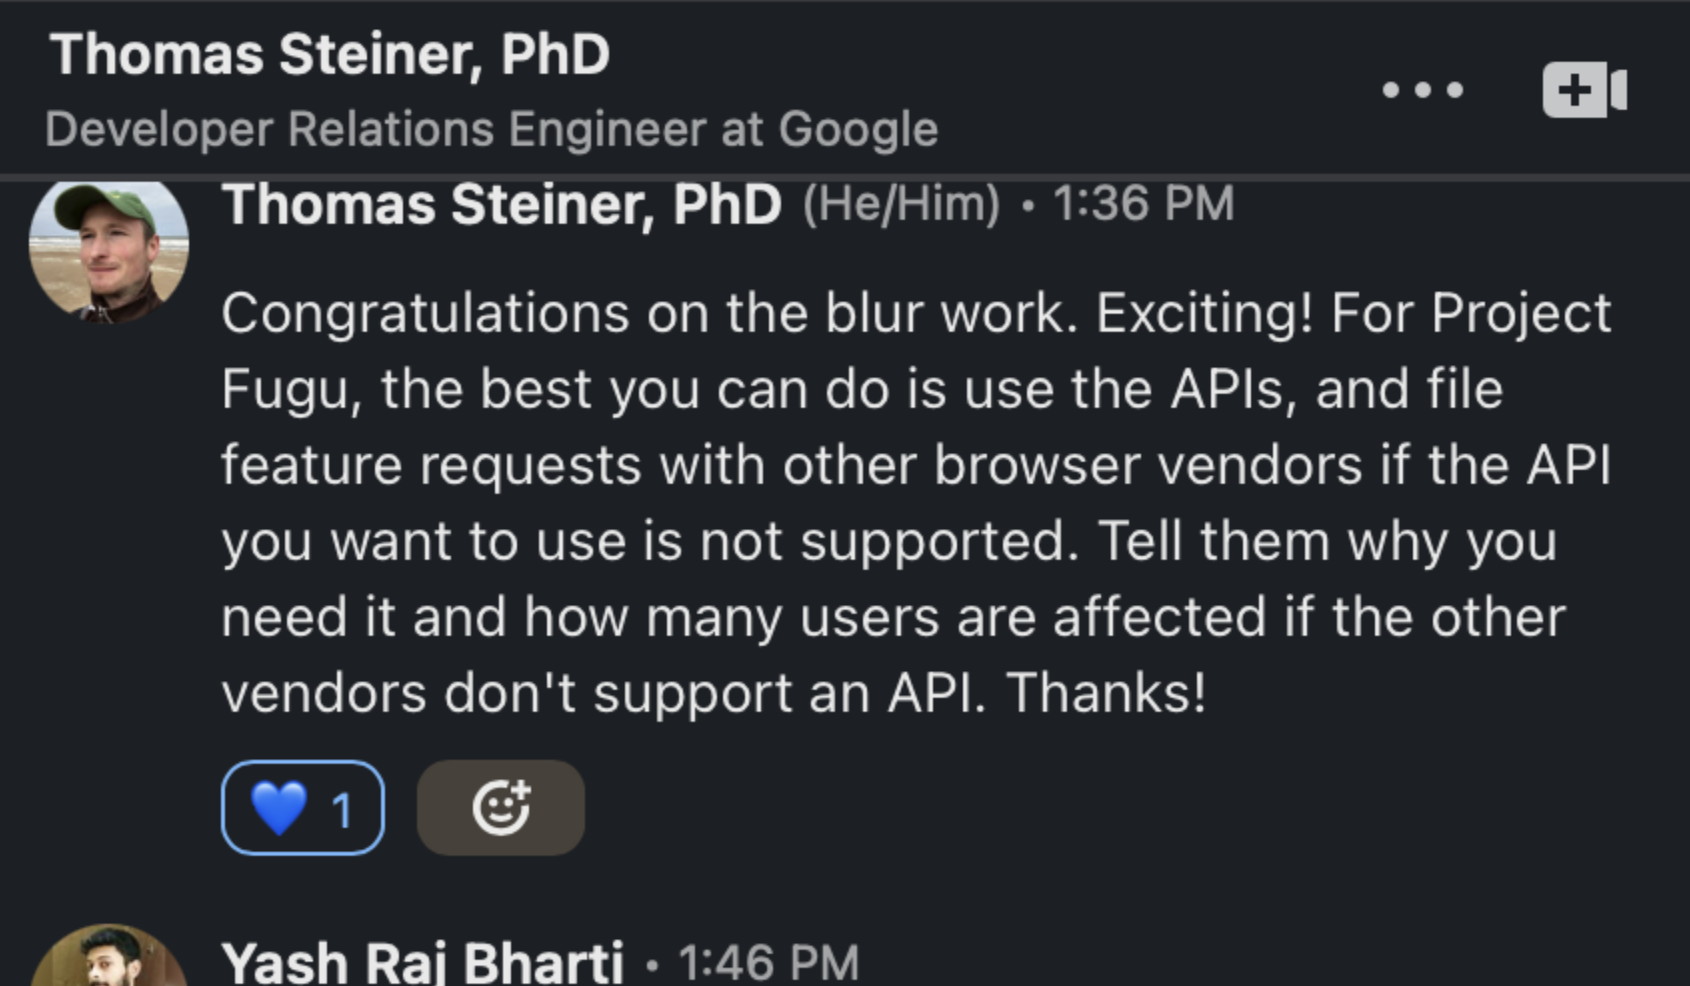 Thomas Steiner, PhD
Developer Relations Engineer at Google
Thomas Steiner, PhD (He/Him) • 1:36 PM
Congratulations on the blur work. Exciting! For Project
Fugu, the best you can do is use the APIs, and file
feature requests with other browser vendors if the API
you want to use is not supported. Tell them why you
need it and how many users are affected if the other
vendors don't support an API. Thanks!
💙 1
Yash Raj Bharti • 1:46 PM